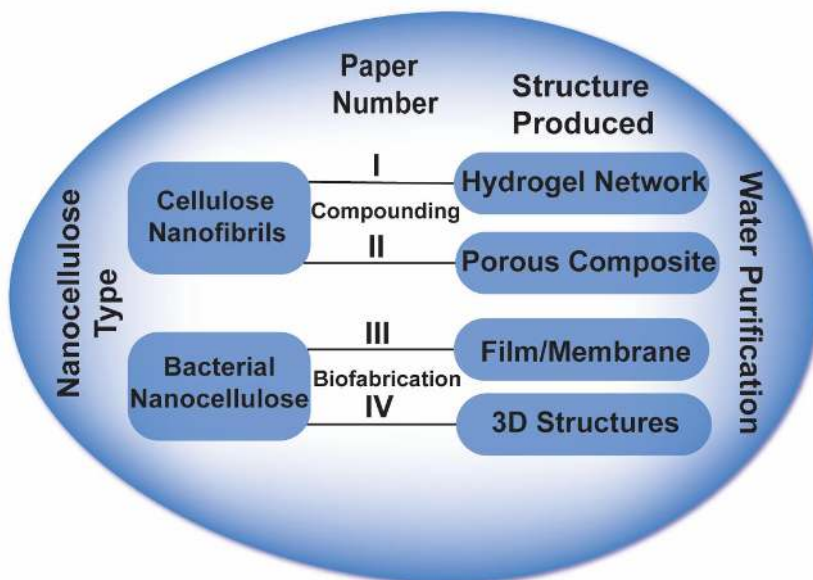 Paper
Number
Structure
Produced
Nanocellulose
Type
Cellulose
Nanofibrils
I
Compounding
II
Hydrogel Network
Porous Composite
Bacterial
Nanocellulose
III
Biofabrication
IV
Film/Membrane
3D Structures
Water Purification